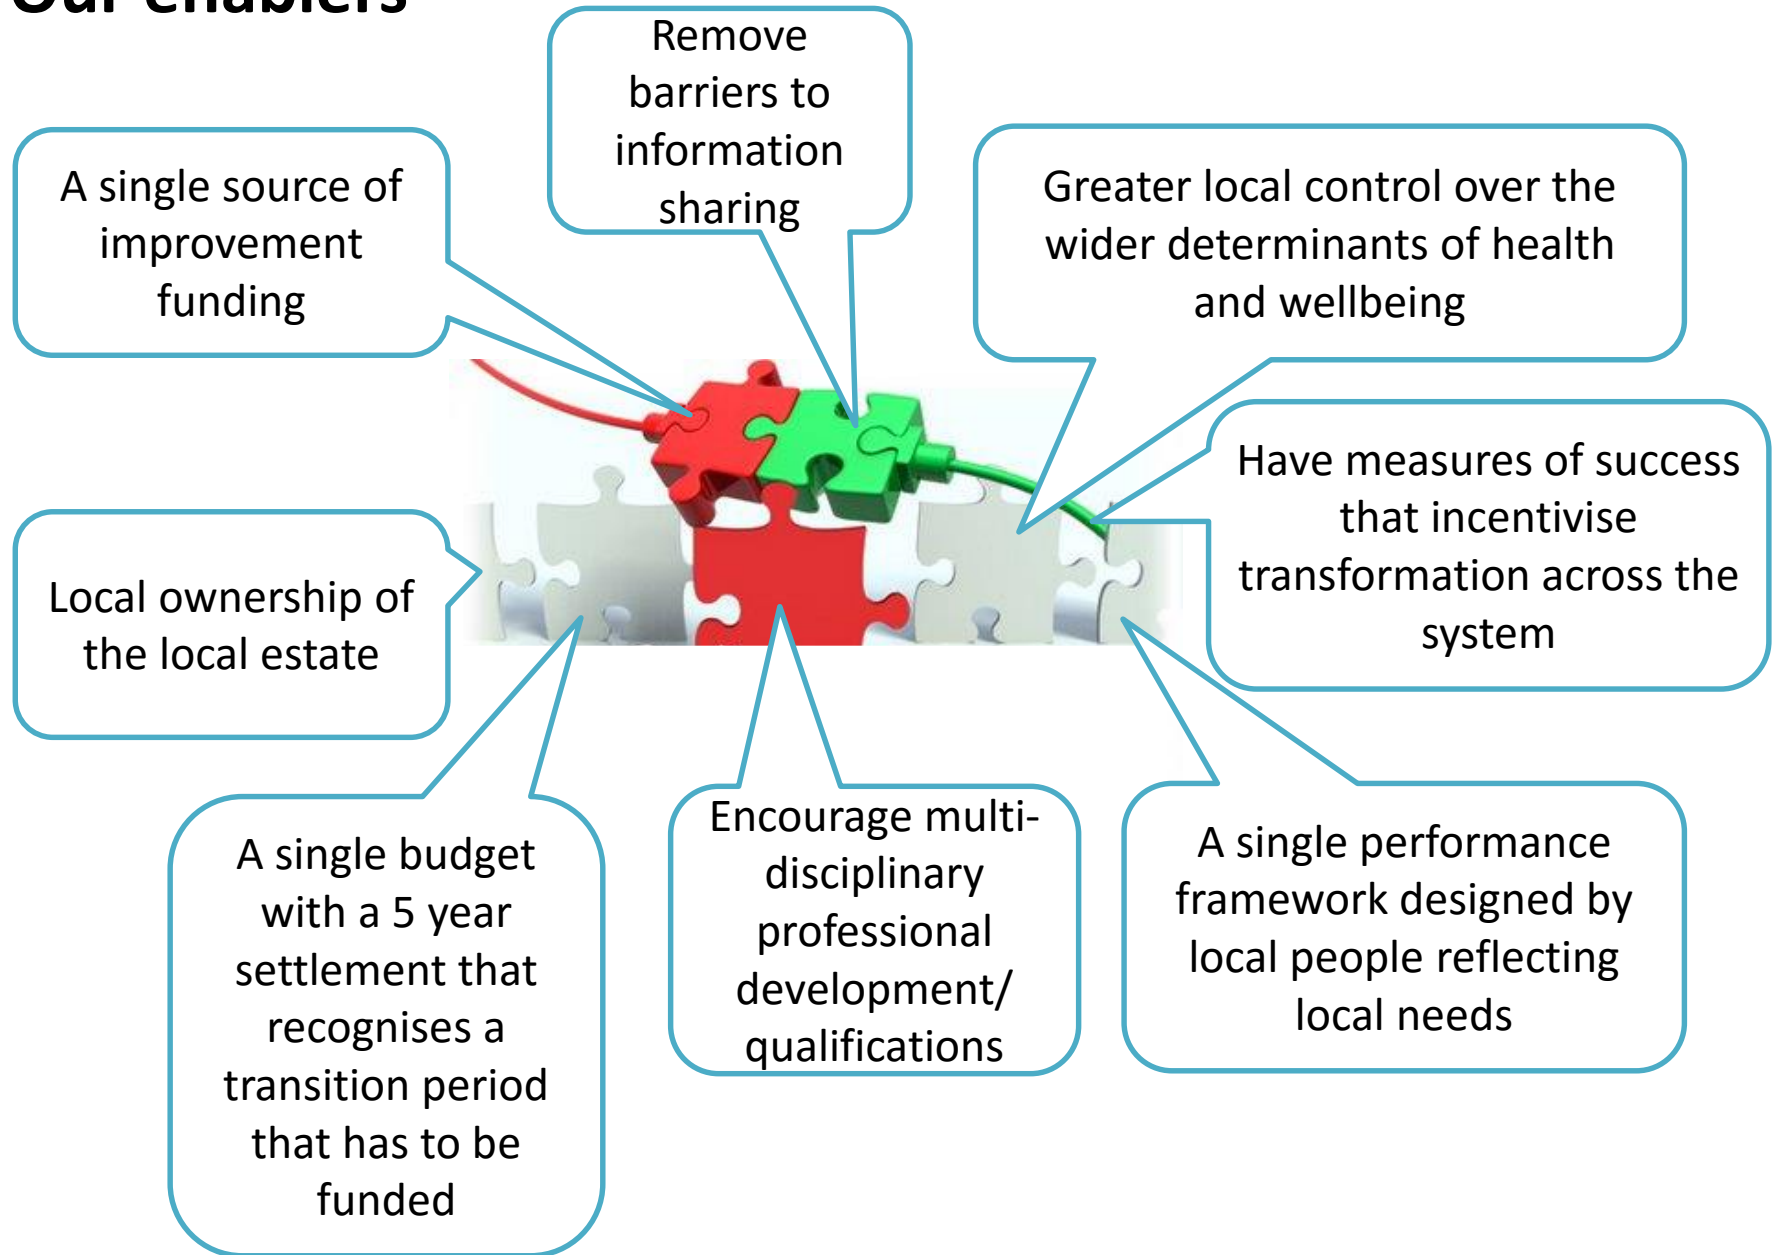 Our enablers
Remove
barriers to
information
sharing
A single source of
improvement
funding
Greater local control over the
wider determinants of health
and wellbeing
Have measures of success
that incentivise
transformation across the
system
Local ownership of
the local estate
A single budget
with a 5 year
settlement that
recognises a
transition period
that has to be
funded
Encourage multi-
disciplinary
professional
development/
qualifications
A single performance
framework designed by
local people reflecting
local needs